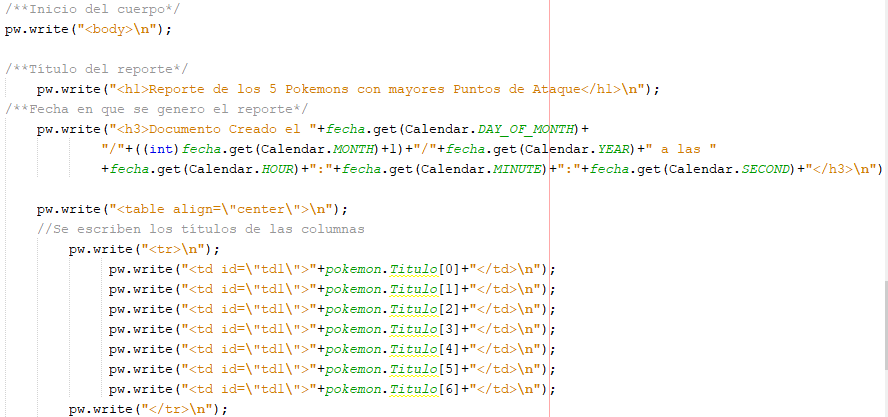 /**Inicio del cuerpo*/
pw.write("<body>\n");
/**Título del reporte*/
pw.write("<h1>Reporte de los 5 Pokemons con mayores Puntos de Ataque</h1>\n");
/**Fecha en que se genero el reporte*/
pw.write("<h3>Documento Creado el "+fecha.get(Calendar.DAY_OF_MONTH)+
"/"+((int)fecha.get(Calendar.MONTH)+1)+"/"+fecha.get(Calendar.YEAR)+" a las "
+fecha.get(Calendar.HOUR)+":"+fecha.get(Calendar.MINUTE)+":"+fecha.get(Calendar.SECOND)+"</h3>\n")
pw.write("<table align=\"center\">\n");
//Se escriben los títulos de las columnas
pw.write("<tr>\n");
pw.write("<td id=\"td1\">"+pokemon.Titulo[0]+"</td>\n");
pw.write("<td id=\"td1\">"+pokemon.Titulo[1]+"</td>\n");
pw.write("<td id=\"td1\">"+pokemon.Titulo[2]+"</td>\n");
pw.write("<td id=\"td1\">"+pokemon.Titulo[3]+"</td>\n");
pw.write("<td id=\"td1\">"+pokemon.Titulo[4]+"</td>\n");
pw.write("<td id=\"td1\">"+pokemon.Titulo[5]+"</td>\n");
pw.write("<td id=\"td1\">"+pokemon.Titulo[6]+"</td>\n");
pw.write("</tr>\n");